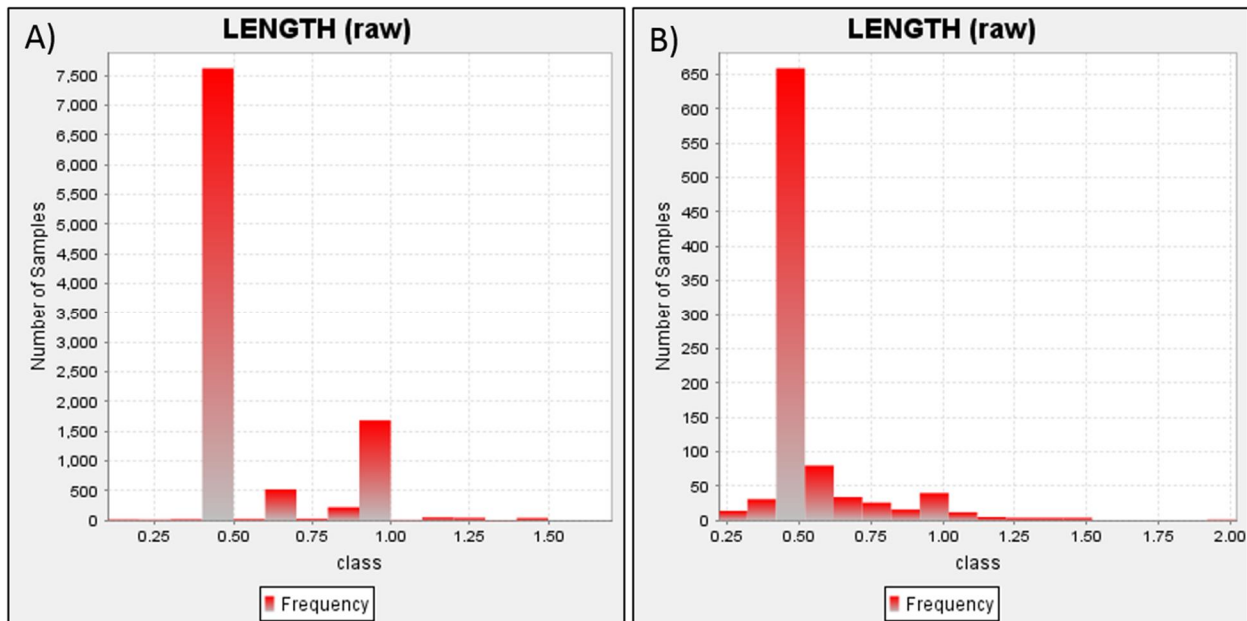 A)
LENGTH (raw)
Number of Samples
7,500
7,000
6,500
6,000
5,500
5,000
4,500
4,000
3,500
3,000
2,500
2,000
1,500
1,000
500
0
0.25 0.50 0.75 1.00 1.25 1.50
class
Frequency
B)
LENGTH (raw)
Number of Samples
650
600
550
500
450
400
350
300
250
200
150
100
50
0
0.25 0.50 0.75 1.00 1.25 1.50 1.75 2.00
class
Frequency